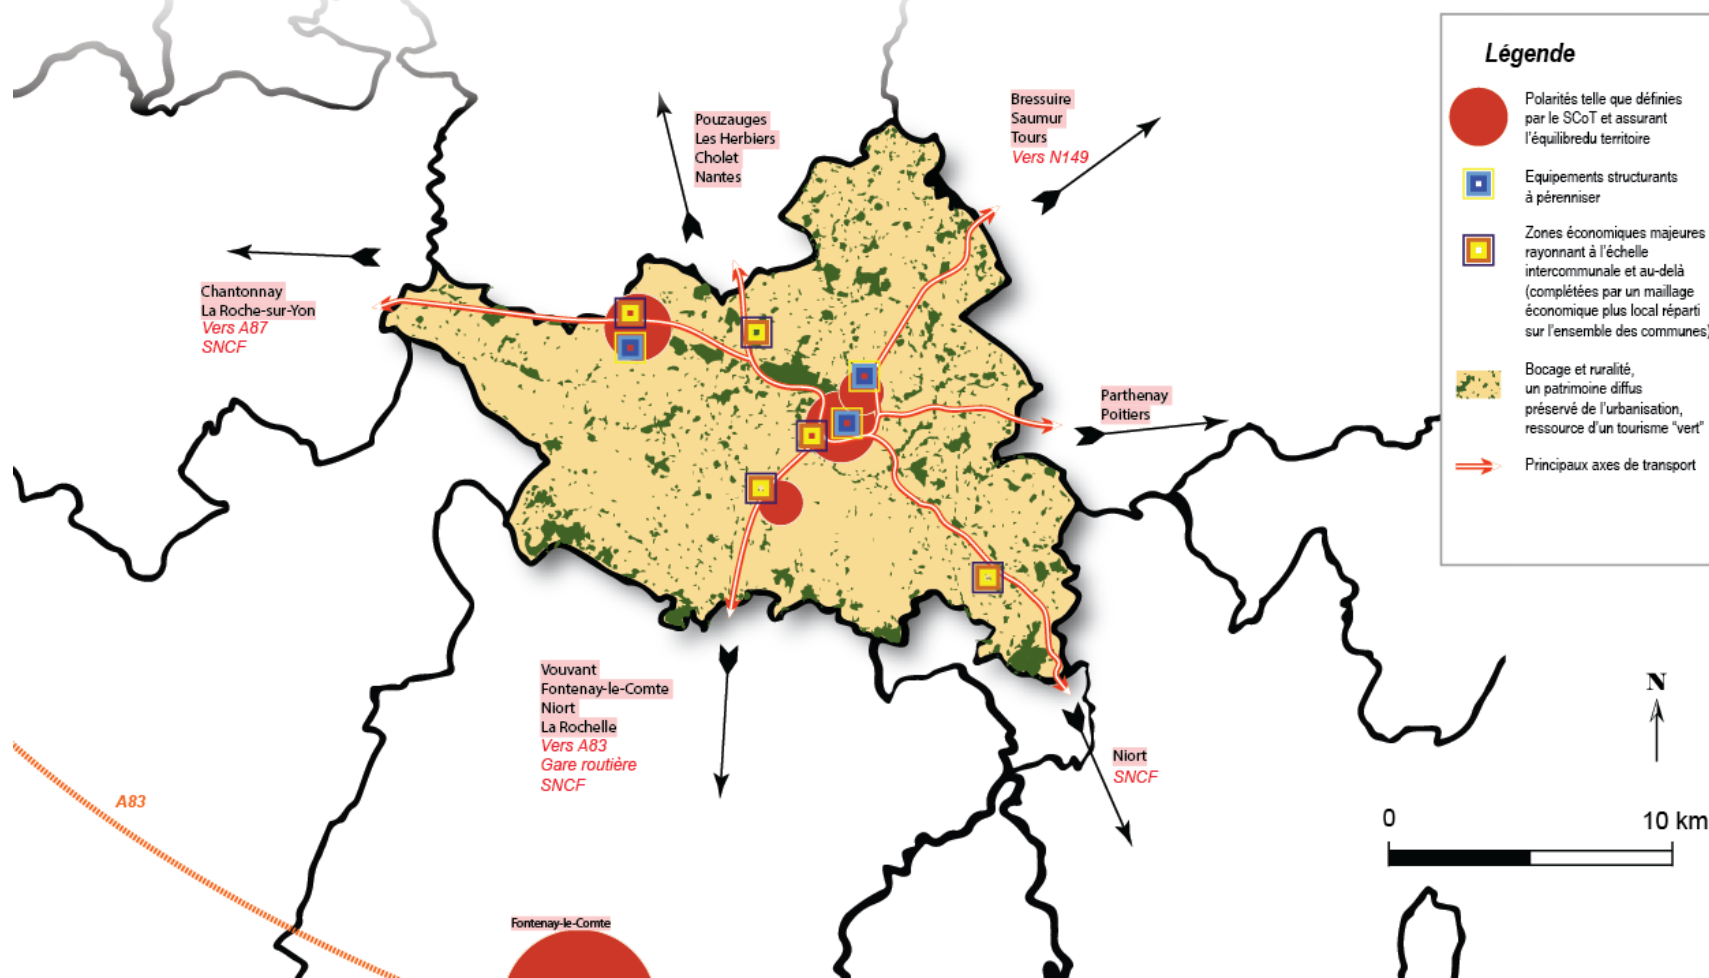 Légende
Polarités telle que définies
par le SCoT et assurant
l'équilibredu territoire
Equipements structurants
à pérenniser
Zones économiques majeures
rayonnant à l'échelle
intercommunale et au-delà
(complétées par un maillage
économique plus local réparti
sur l'ensemble des communes)
Bocage et ruralité,
un patrimoine diffus
préservé de l'urbanisation,
ressource d'un tourisme "vert"
Principaux axes de transport
Pouzauges
Les Herbiers
Cholet
Nantes
Bressuire
Saumur
Tours
Vers N149
Chantonnay
La Roche-sur-Yon
Vers A87
SNCF
Parthenay
Poitiers
Vouvant
Fontenay-le-Comte
Niort
La Rochelle
Vers A83
Gare routière
SNCF
Niort
SNCF
A83
Fontenay-le-Comte
N
0 10 km